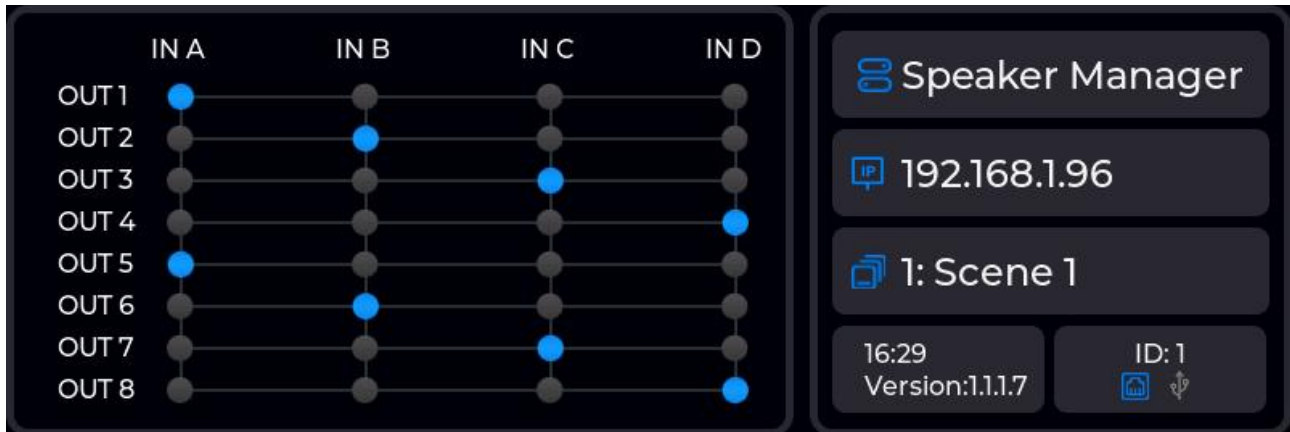 IN A IN B IN C IN D
OUT 1
OUT 2
OUT 3
OUT 4
OUT 5
OUT 6
OUT 7
OUT 8
Speaker Manager
IP 192.168.1.96
1: Scene 1
16:29
Version:1.1.1.7
ID: 1